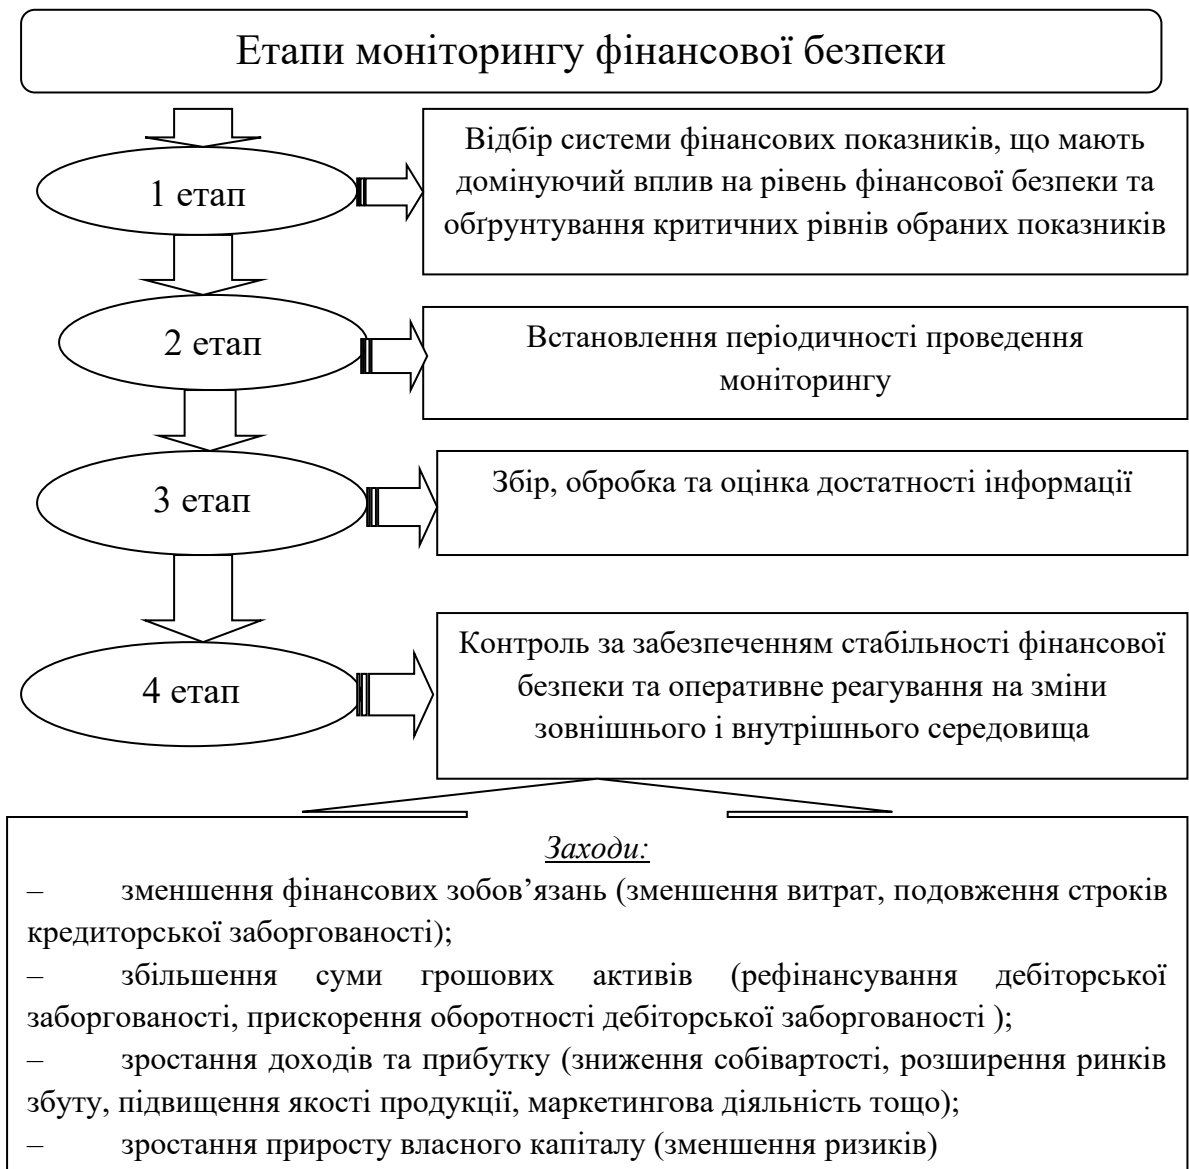 Етапи моніторингу фінансової безпеки
1 етап
Відбір системи фінансових показників, що мають
домінуючий вплив на рівень фінансової безпеки та
обґрунтування критичних рівнів обраних показників
2 етап
Встановлення періодичності проведення
моніторингу
3 етап
Збір, обробка та оцінка достатності інформації
4 етап
Контроль за забезпеченням стабільності фінансової
безпеки та оперативне реагування на зміни
зовнішнього і внутрішнього середовища
Заходи:
– зменшення фінансових зобов’язань (зменшення витрат, подовження строків
кредиторської заборгованості);
– збільшення суми грошових активів (рефінансування дебіторської
заборгованості, прискорення оборотності дебіторської заборгованості );
– зростання доходів та прибутку (зниження собівартості, розширення ринків
збуту, підвищення якості продукції, маркетингова діяльність тощо);
– зростання приросту власного капіталу (зменшення ризиків)